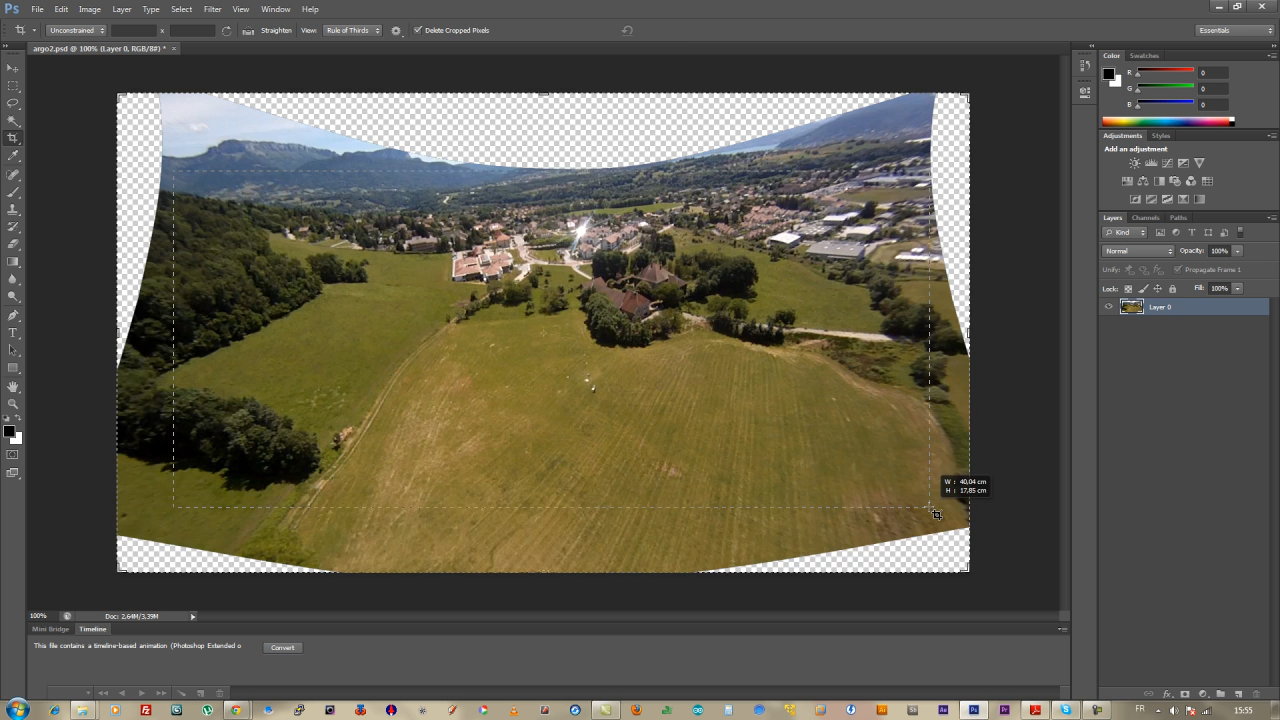 Ps File Edit Image Layer Type Select Filter View Window Help
Unconstrained x Straighten View: Rule of Thirds Delete Cropped Pixels Essentials
argo2.psd @ 100% (Layer 0, RGB/8#) * ×
Color Swatches
R 0
G 0
B 0
Adjustments Styles
Add an adjustment
Layers Channels Paths
Kind
Normal Opacity: 100%
Unify: Propagate Frame 1
Lock: Fill: 100%
Layer 0
W : 40,04 cm
H : 17,85 cm
100% Doc: 2,64M/3,39M
Mini Bridge Timeline
This file contains a timeline-based animation (Photoshop Extended o Convert
FR 15:55